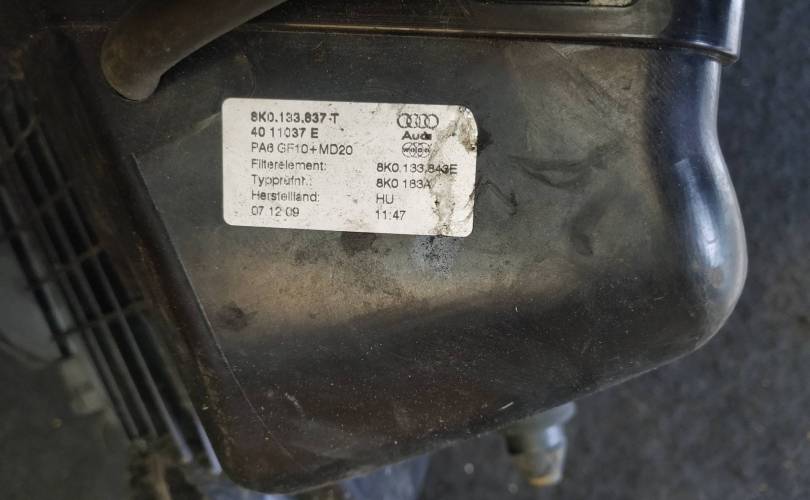 8K0.133.837.T
40 11037 E
Audi
PA6 GF10+MD20
Filterelement: 8K0.133.843E
Typprüfnr.: 8K0 183A
Herstellland: HU
07 12 09 11:47